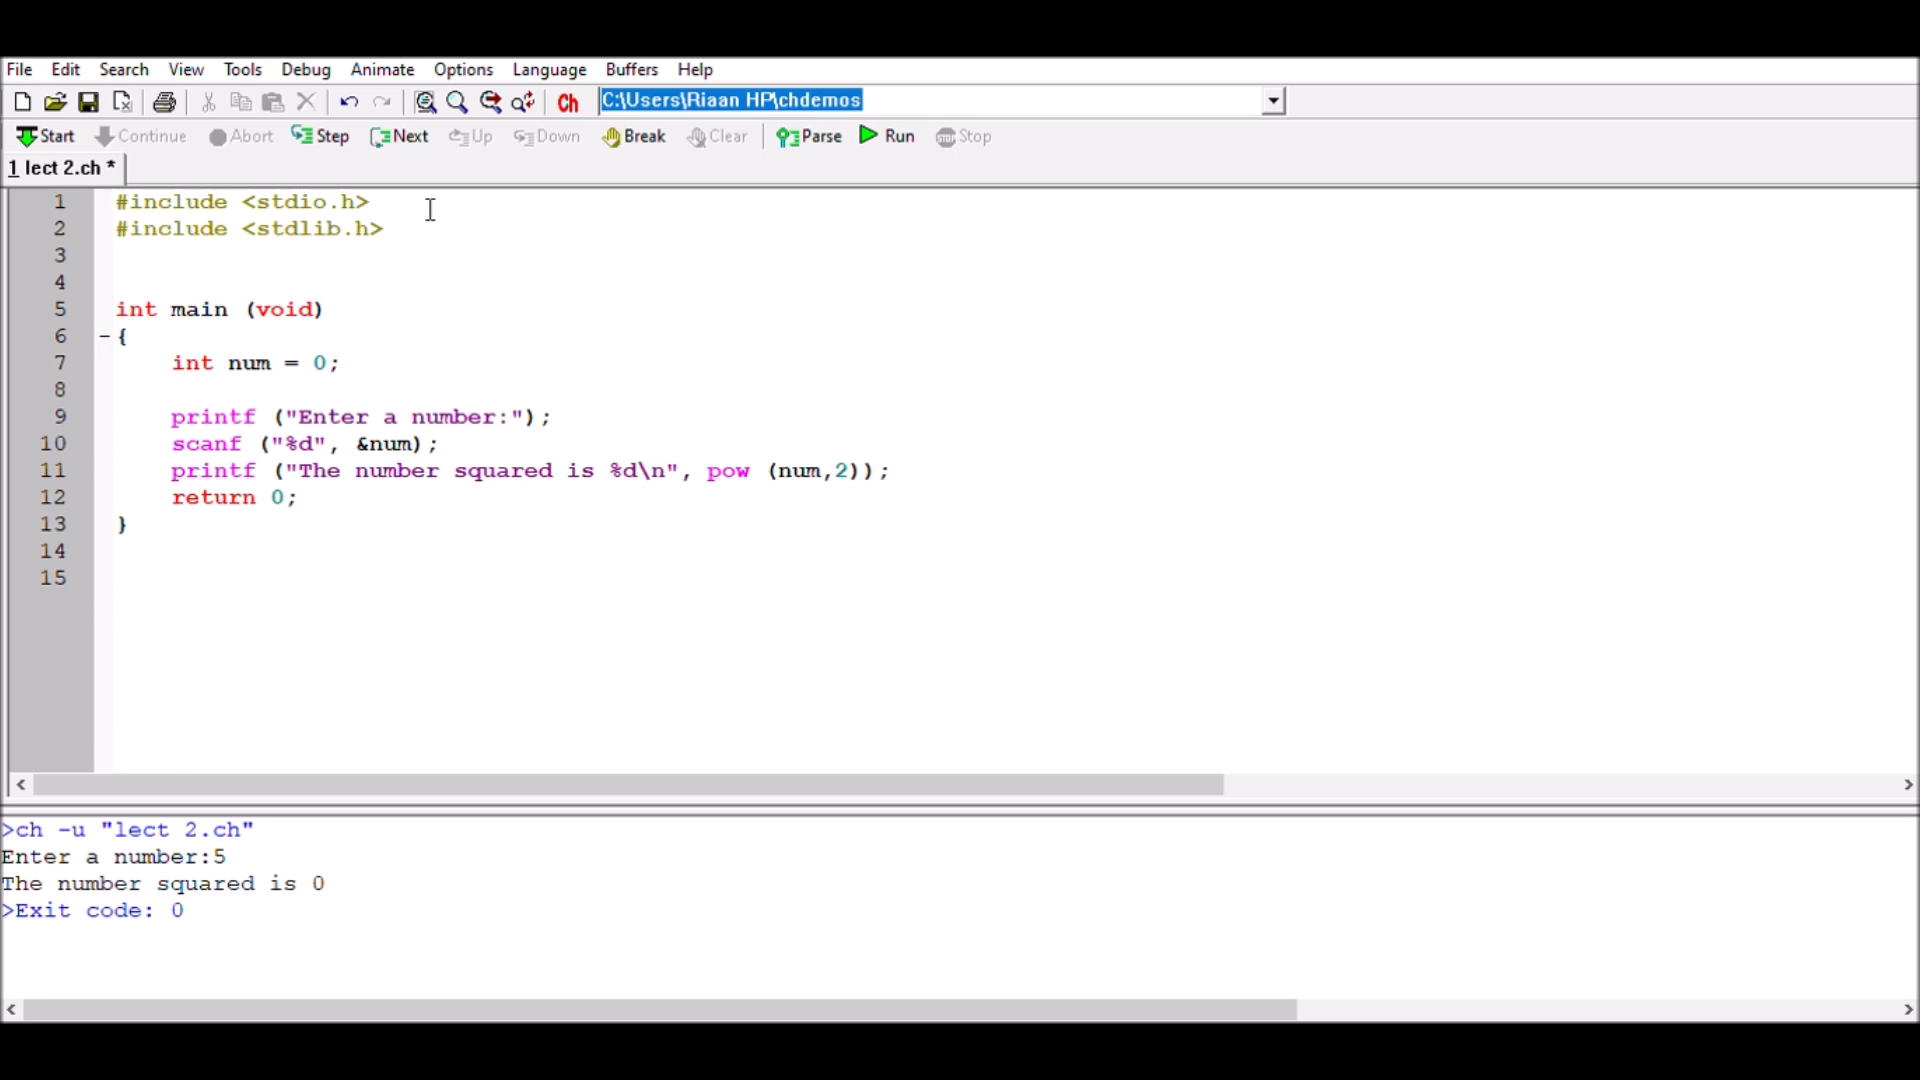 File Edit Search View Tools Debug Animate Options Language Buffers Help
Ch C:\Users\Riaan HP\chdemos
Start Continue Abort Step Next Up Down Break Clear Parse Run Stop
1 lect 2.ch *
1 #include <stdio.h>
2 #include <stdlib.h>
3
4
5 int main (void)
6 {
7 int num = 0;
8
9 printf ("Enter a number:");
10 scanf ("%d", &num);
11 printf ("The number squared is %d\n", pow (num,2));
12 return 0;
13 }
14
15
>ch -u "lect 2.ch"
Enter a number:5
The number squared is 0
>Exit code: 0